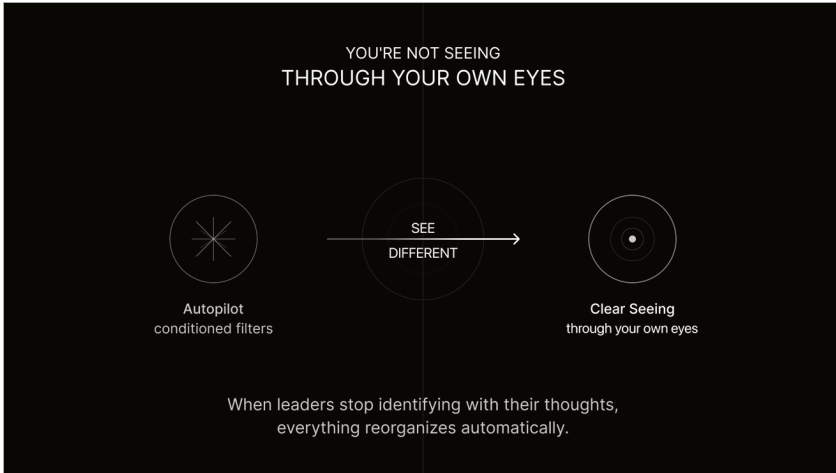 YOU'RE NOT SEEING
THROUGH YOUR OWN EYES
SEE
DIFFERENT
Autopilot
conditioned filters
Clear Seeing
through your own eyes
When leaders stop identifying with their thoughts,
everything reorganizes automatically.